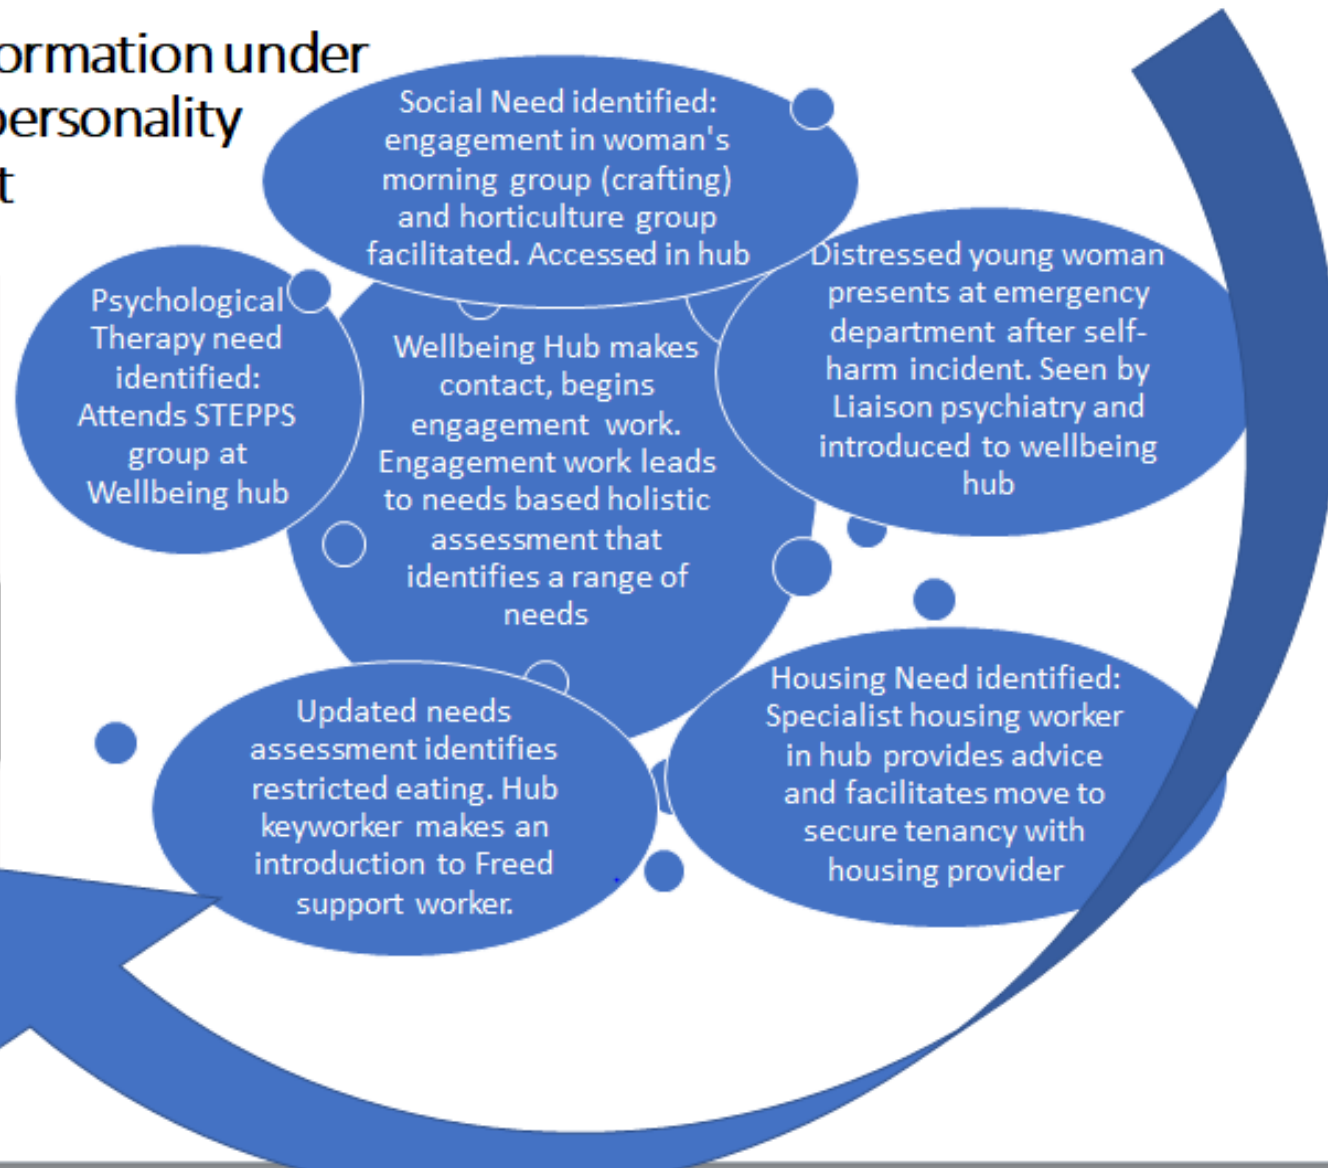 ormation under
personality
t
Social Need identified:
engagement in woman's
morning group (crafting)
and horticulture group
facilitated. Accessed in hub
Distressed young woman
presents at emergency
department after self-
harm incident. Seen by
Liaison psychiatry and
introduced to wellbeing
hub
Psychological
Therapy need
identified:
Attends STEPPS
group at
Wellbeing hub
Wellbeing Hub makes
contact, begins
engagement work.
Engagement work leads
to needs based holistic
assessment that
identifies a range of
needs
Housing Need identified:
Specialist housing worker
in hub provides advice
and facilitates move to
secure tenancy with
housing provider
Updated needs
assessment identifies
restricted eating. Hub
keyworker makes an
introduction to Freed
support worker.